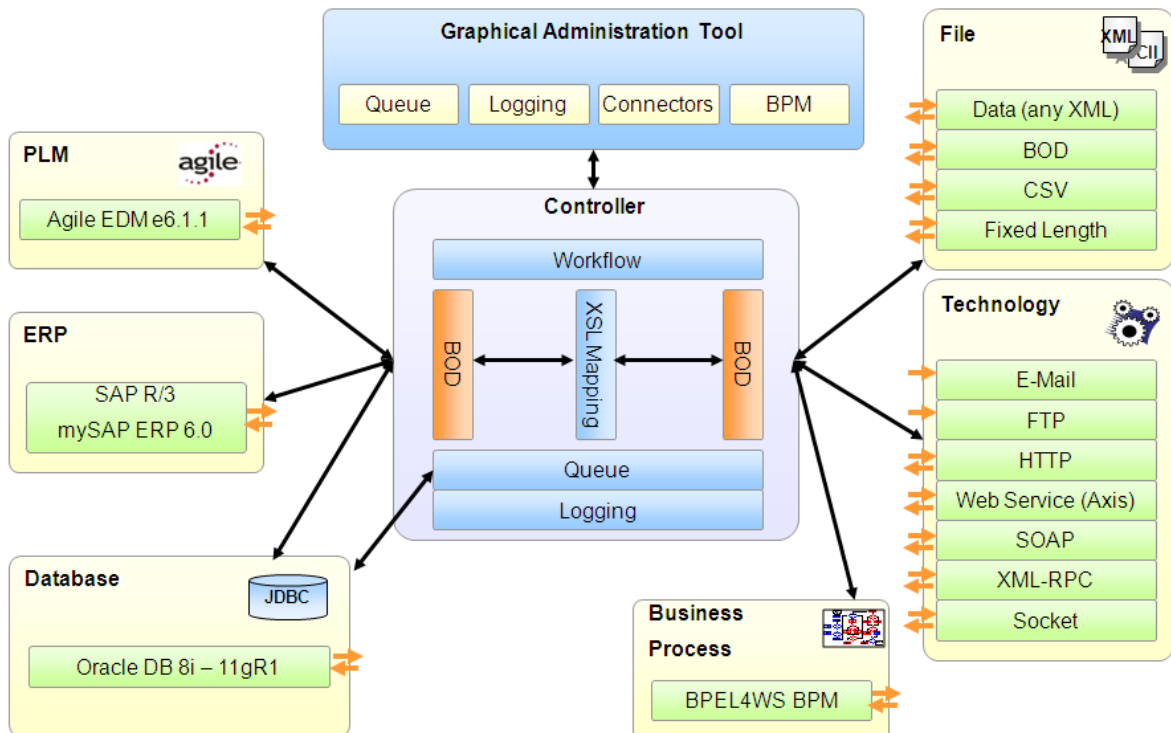 Graphical Administration Tool
Queue
Logging
Connectors
BPM
PLM
agile
Agile EDM e6.1.1
ERP
SAP R/3
mySAP ERP 6.0
Database
JDBC
Oracle DB 8i – 11gR1
Controller
Workflow
BOD
XSL Mapping
BOD
Queue
Logging
Business
Process
BPEL4WS BPM
File
XML
CII
Data (any XML)
BOD
CSV
Fixed Length
Technology
E-Mail
FTP
HTTP
Web Service (Axis)
SOAP
XML-RPC
Socket